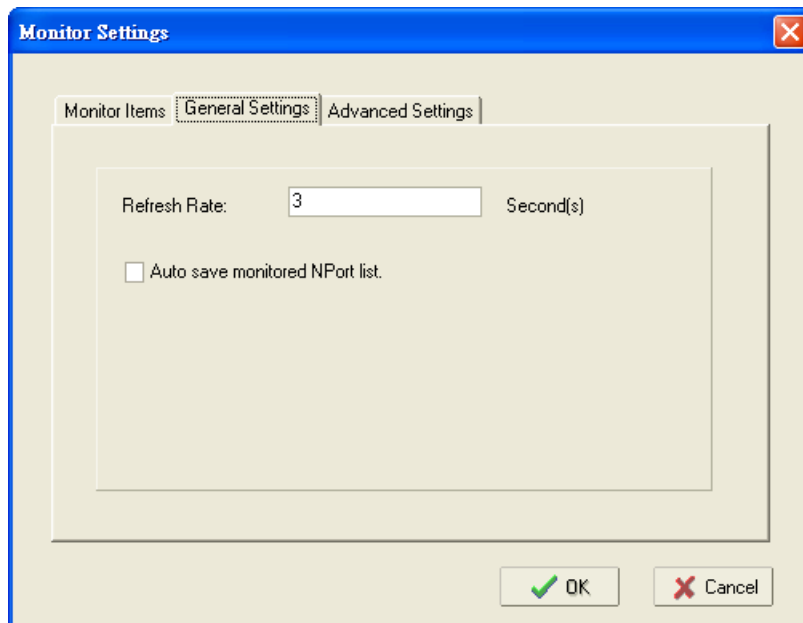 Monitor Settings
Monitor Items General Settings Advanced Settings
Refresh Rate: 3 Second(s)
Auto save monitored NPort list.
OK Cancel